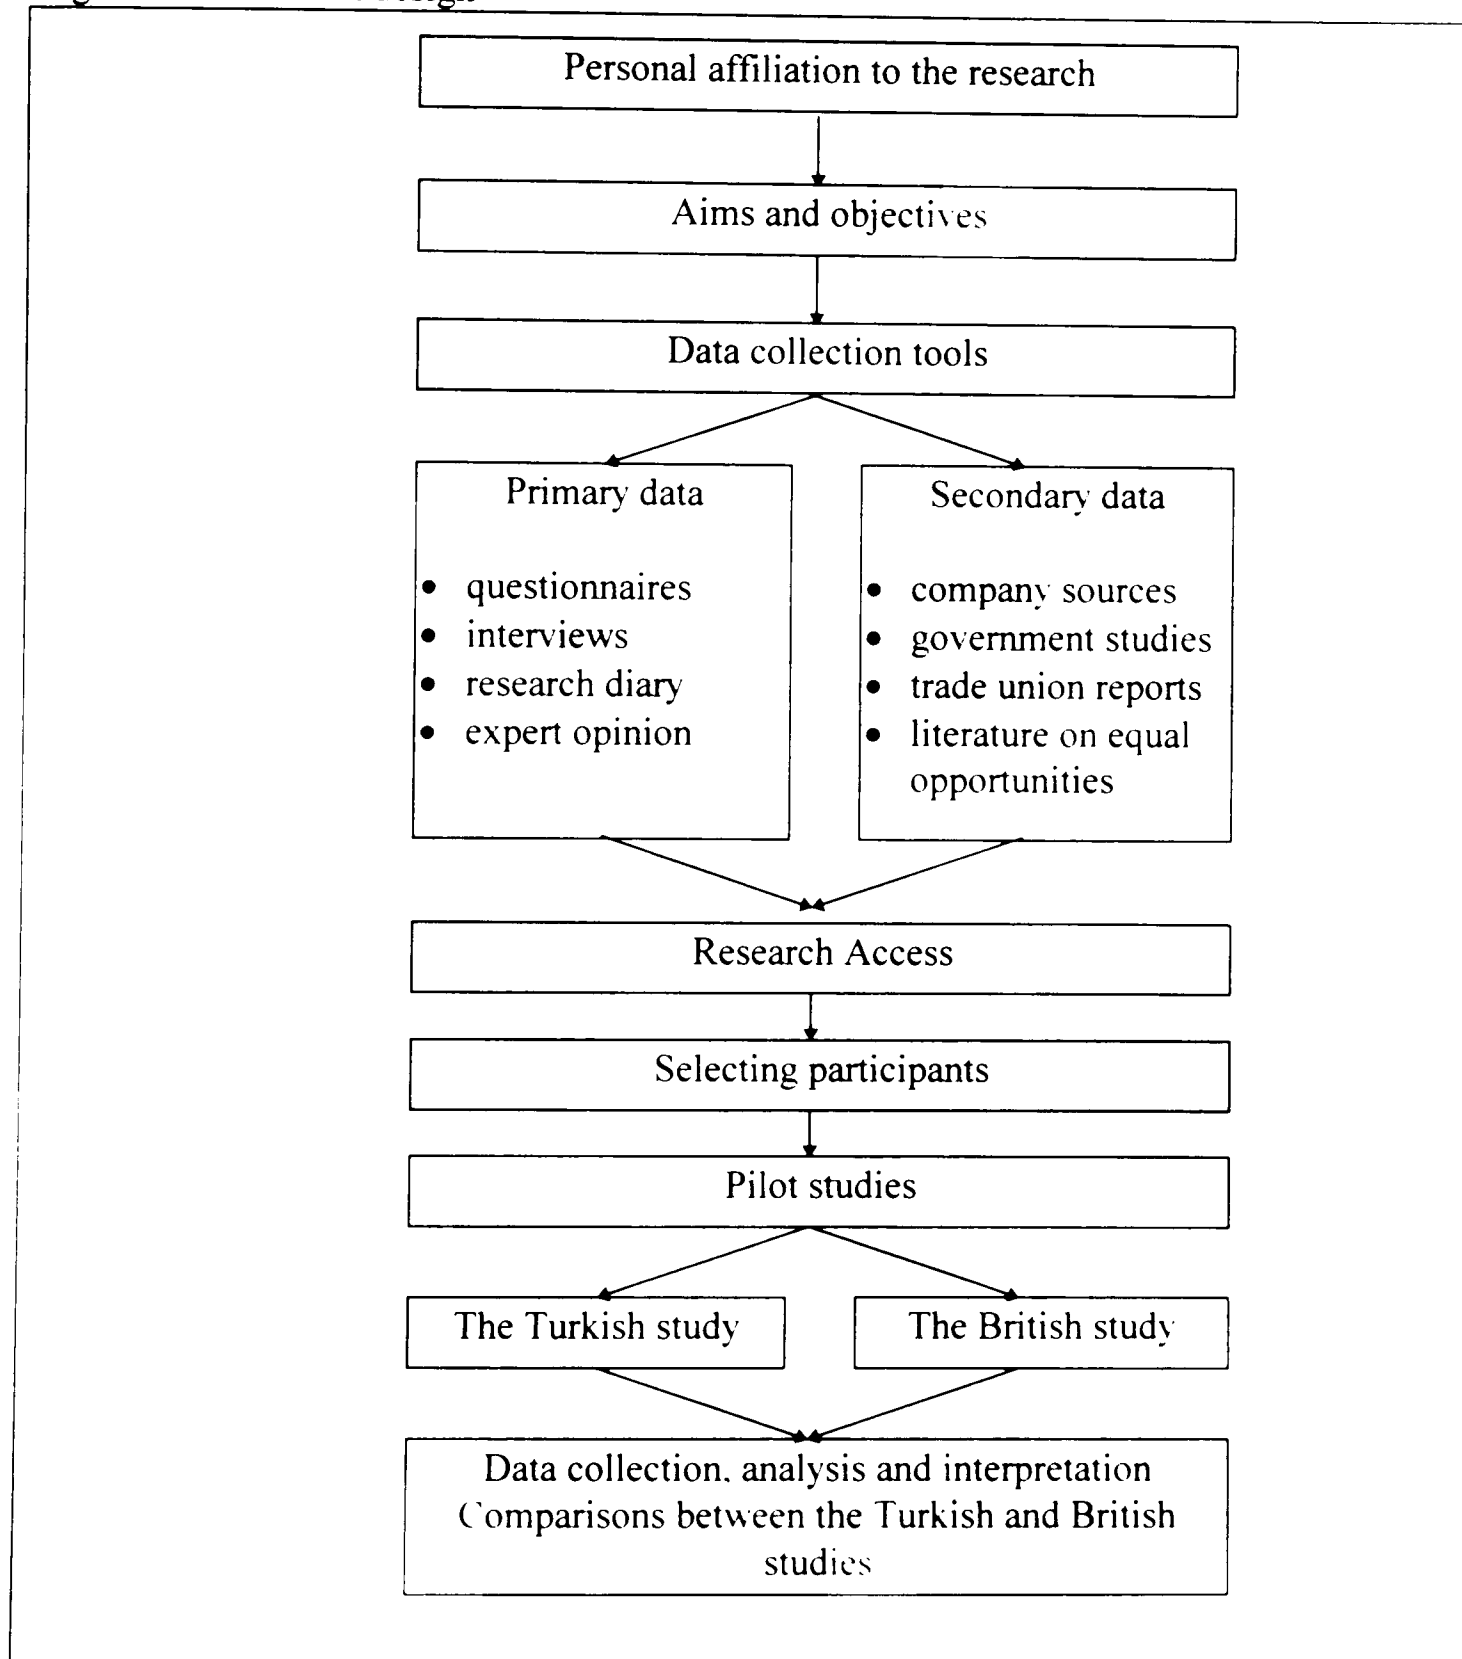 Personal affiliation to the research
Aims and objectives
Data collection tools
Primary data
• questionnaires
• interviews
• research diary
• expert opinion
Secondary data
• company sources
• government studies
• trade union reports
• literature on equal
opportunities
Research Access
Selecting participants
Pilot studies
The Turkish study
The British study
Data collection, analysis and interpretation
Comparisons between the Turkish and British
studies